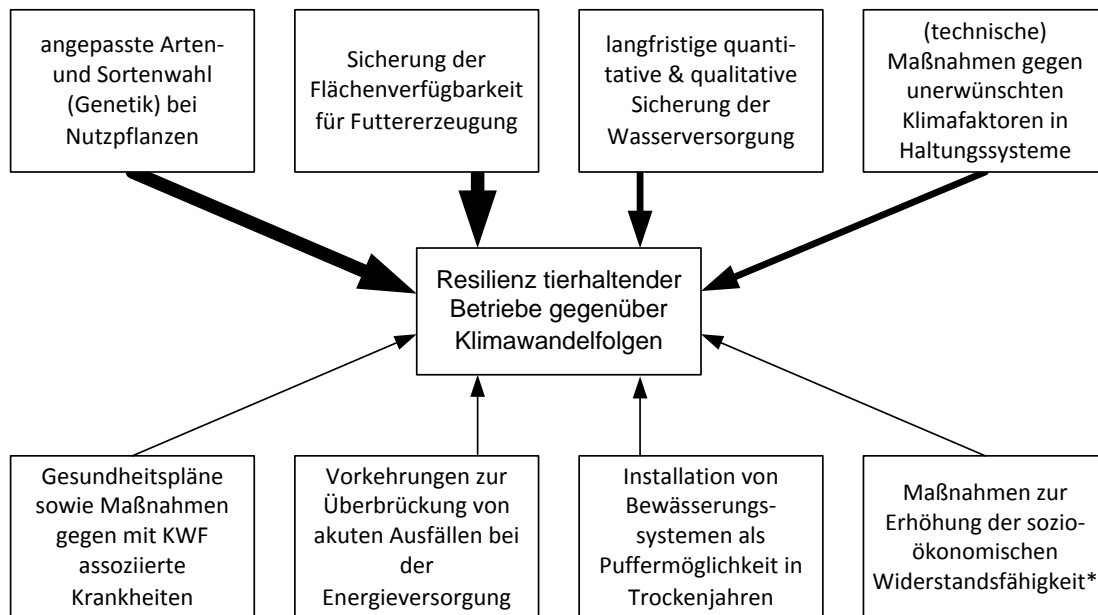 angepasste Arten-
und Sortenwahl
(Genetik) bei
Nutzpflanzen
Sicherung der
Flächenverfügbarkeit
für Futtererzeugung
langfristige quanti-
tative & qualitative
Sicherung der
Wasserversorgung
(technische)
Maßnahmen gegen
unerwünschten
Klimafaktoren in
Haltungssysteme
Resilienz tierhaltender
Betriebe gegenüber
Klimawandelfolgen
Gesundheitspläne
sowie Maßnahmen
gegen mit KWF
assoziierte
Krankheiten
Vorkehrungen zur
Überbrückung von
akuten Ausfällen bei
der
Energieversorgung
Installation von
Bewässerungs-
systemen als
Puffermöglichkeit in
Trockenjahren
Maßnahmen zur
Erhöhung der sozio-
ökonomischen
Widerstandsfähigkeit*